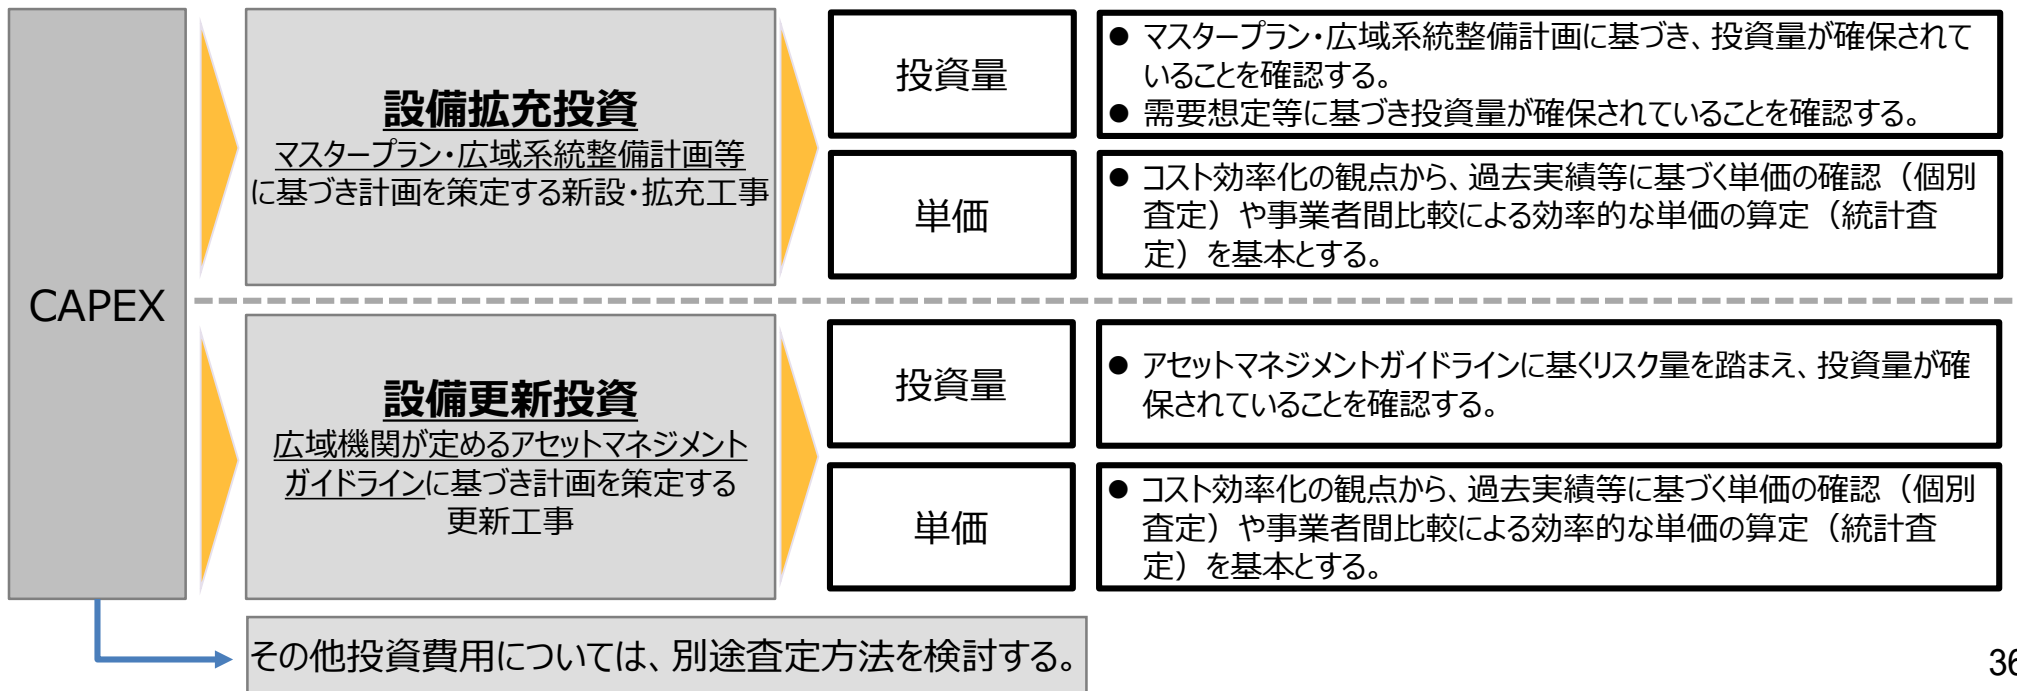 CAPEX
設備拡充投資
マスタープラン・広域系統整備計画等
に基づき計画を策定する新設・拡充工事
投資量
● マスタープラン・広域系統整備計画に基づき、投資量が確保されて
いることを確認する。
● 需要想定等に基づき投資量が確保されていることを確認する。
単価
● コスト効率化の観点から、過去実績等に基づく単価の確認（個別
査定）や事業者間比較による効率的な単価の算定（統計査
定）を基本とする。
設備更新投資
広域機関が定めるアセットマネジメント
ガイドラインに基づき計画を策定する
更新工事
投資量
● アセットマネジメントガイドラインに基くリスク量を踏まえ、投資量が確
保されていることを確認する。
単価
● コスト効率化の観点から、過去実績等に基づく単価の確認（個別
査定）や事業者間比較による効率的な単価の算定（統計査
定）を基本とする。
その他投資費用については、別途査定方法を検討する。
36